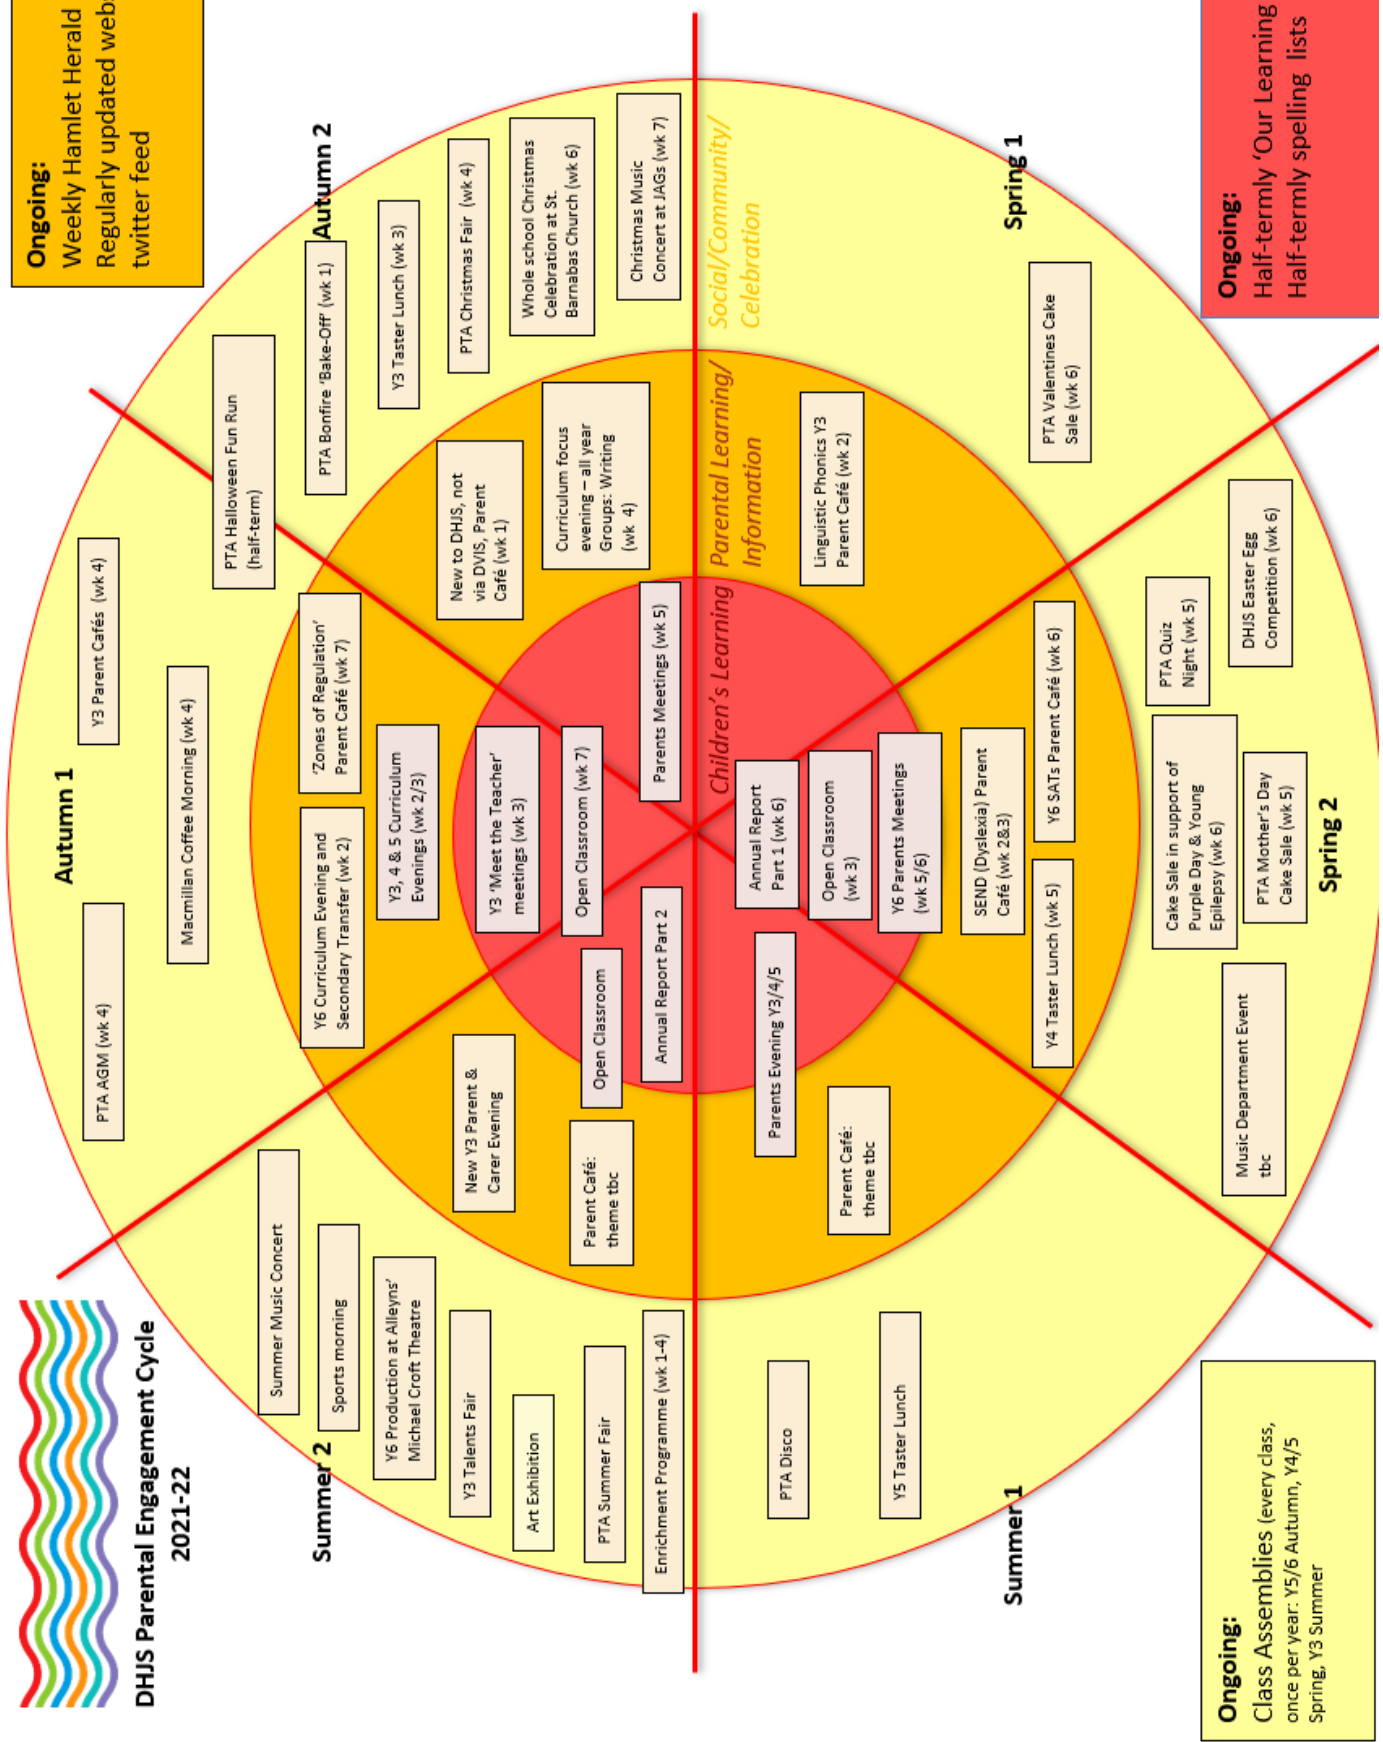 DHJS Parental Engagement Cycle
2021-22
Ongoing:
Weekly Hamlet Herald
Regularly updated
twitter feed
Autumn 1
PTA AGM (wk 4)
Y3 Parent Cafés (wk 4)
Macmillan Coffee Morning (wk 4)
PTA Halloween Fun Run
(half-term)
Y6 Curriculum Evening and
Secondary Transfer (wk 2)
'Zones of Regulation'
Parent Café (wk 7)
Y3, 4 & 5 Curriculum
Evenings (wk 2/3)
Y3 'Meet the Teacher'
meetings (wk 3)
Open Classroom (wk 7)
Autumn 2
PTA Bonfire 'Bake-Off' (wk 1)
Y3 Taster Lunch (wk 3)
PTA Christmas Fair (wk 4)
Whole school Christmas
Celebration at St.
Barnabas Church (wk 6)
Christmas Music
Concert at JAGs (wk 7)
New to DHJS, not
via DVIS, Parent
Café (wk 1)
Curriculum focus
evening – all year
Groups: Writing
(wk 4)
Parents Meetings (wk 5)
Children's Learning
Parental Learning/
Information
Social/Community/
Celebration
Spring 1
Linguistic Phonics Y3
Parent Café (wk 2)
PTA Valentines Cake
Sale (wk 6)
Annual Report
Part 1 (wk 6)
Open Classroom
(wk 3)
Y6 Parents Meetings
(wk 5/6)
SEND (Dyslexia) Parent
Café (wk 2&3)
Y4 Taster Lunch (wk 5)
Y6 SATs Parent Café (wk 6)
PTA Quiz
Night (wk 5)
DHJS Easter Egg
Competition (wk 6)
Cake Sale in support of
Purple Day & Young
Epilepsy (wk 6)
PTA Mother's Day
Cake Sale (wk 5)
Music Department Event
tbc
Spring 2
Parents Evening Y3/4/5
Parent Café:
theme tbc
PTA Disco
Y5 Taster Lunch
Summer 1
Summer 2
Summer Music Concert
Sports morning
Y6 Production at Alleyns'
Michael Croft Theatre
Y3 Talents Fair
Art Exhibition
PTA Summer Fair
Enrichment Programme (wk 1-4)
New Y3 Parent &
Carer Evening
Parent Café:
theme tbc
Open Classroom
Annual Report Part 2
Ongoing:
Class Assemblies (every class,
once per year: Y5/6 Autumn, Y4/5
Spring, Y3 Summer
Ongoing:
Half-termly 'Our Learning
Half-termly spelling lists